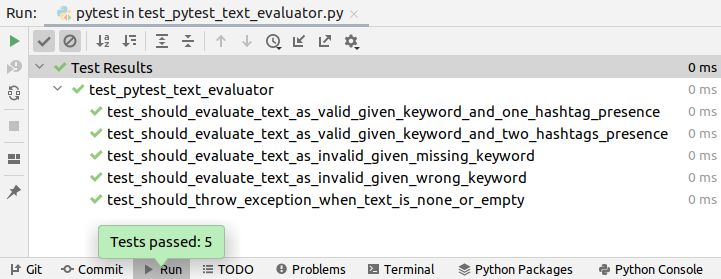 Run: pytest in test_pytest_text_evaluator.py
Test Results 0 ms
test_pytest_text_evaluator 0 ms
test_should_evaluate_text_as_valid_given_keyword_and_one_hashtag_presence 0 ms
test_should_evaluate_text_as_valid_given_keyword_and_two_hashtags_presence 0 ms
test_should_evaluate_text_as_invalid_given_missing_keyword 0 ms
test_should_evaluate_text_as_invalid_given_wrong_keyword 0 ms
test_should_throw_exception_when_text_is_none_or_empty 0 ms
Tests passed: 5
Git Commit Run TODO Problems Terminal Python Packages Python Console